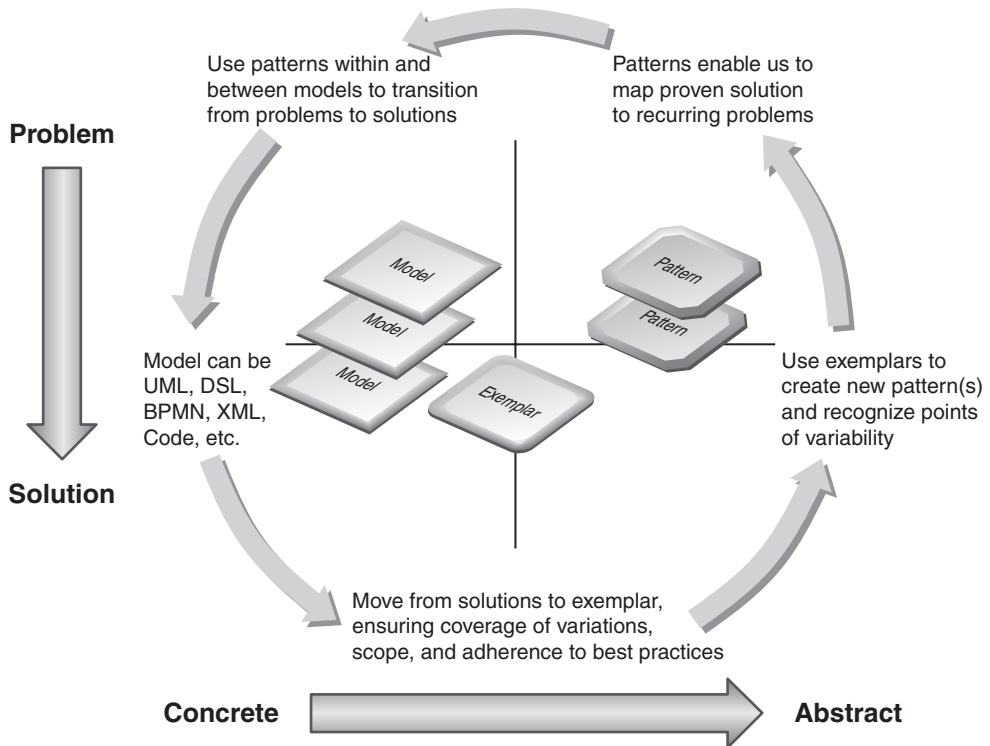 Use patterns within and
between models to transition
from problems to solutions
Patterns enable us to
map proven solution
to recurring problems
Problem
Model
Model
Model
Pattern
Pattern
Exemplar
Model can be
UML, DSL,
BPMN, XML,
Code, etc.
Use exemplars to
create new pattern(s)
and recognize points
of variability
Solution
Move from solutions to exemplar,
ensuring coverage of variations,
scope, and adherence to best practices
Concrete
Abstract